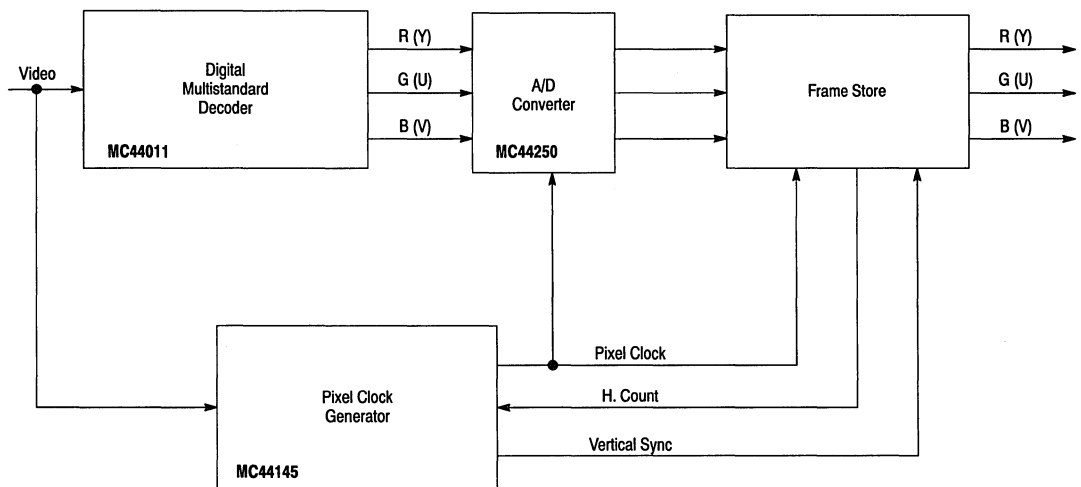 Video
Digital
Multistandard
Decoder
MC44011
R (Y)
G (U)
B (V)
A/D
Converter
MC44250
Frame Store
R (Y)
G (U)
B (V)
Pixel Clock
Generator
MC44145
Pixel Clock
H. Count
Vertical Sync